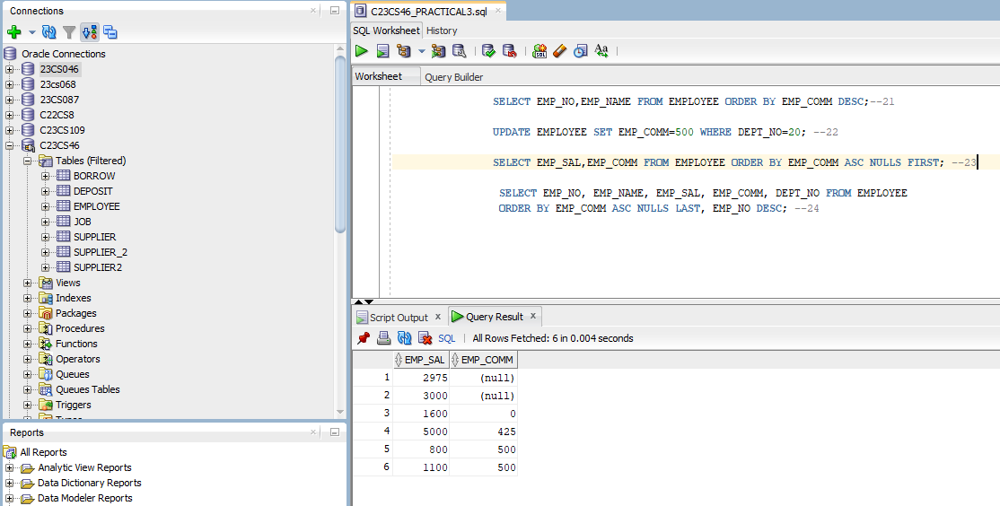 Connections
Oracle Connections
23CS046
23cs068
23CS087
C22CS8
C23CS109
C23CS46
Tables (Filtered)
BORROW
DEPOSIT
EMPLOYEE
JOB
SUPPLIER
SUPPLIER_2
SUPPLIER2
Views
Indexes
Packages
Procedures
Functions
Operators
Queues
Queues Tables
Triggers
Types
Reports
All Reports
Analytic View Reports
Data Dictionary Reports
Data Modeler Reports
C23CS46_PRACTICAL3.sql
SQL Worksheet History
Worksheet Query Builder
SELECT EMP_NO,EMP_NAME FROM EMPLOYEE ORDER BY EMP_COMM DESC;--21
UPDATE EMPLOYEE SET EMP_COMM=500 WHERE DEPT_NO=20; --22
SELECT EMP_SAL,EMP_COMM FROM EMPLOYEE ORDER BY EMP_COMM ASC NULLS FIRST; --23
SELECT EMP_NO, EMP_NAME, EMP_SAL, EMP_COMM, DEPT_NO FROM EMPLOYEE
ORDER BY EMP_COMM ASC NULLS LAST, EMP_NO DESC; --24
Script Output x Query Result x
SQL | All Rows Fetched: 6 in 0.004 seconds
EMP_SAL EMP_COMM
1 2975 (null)
2 3000 (null)
3 1600 0
4 5000 425
5 800 500
6 1100 500